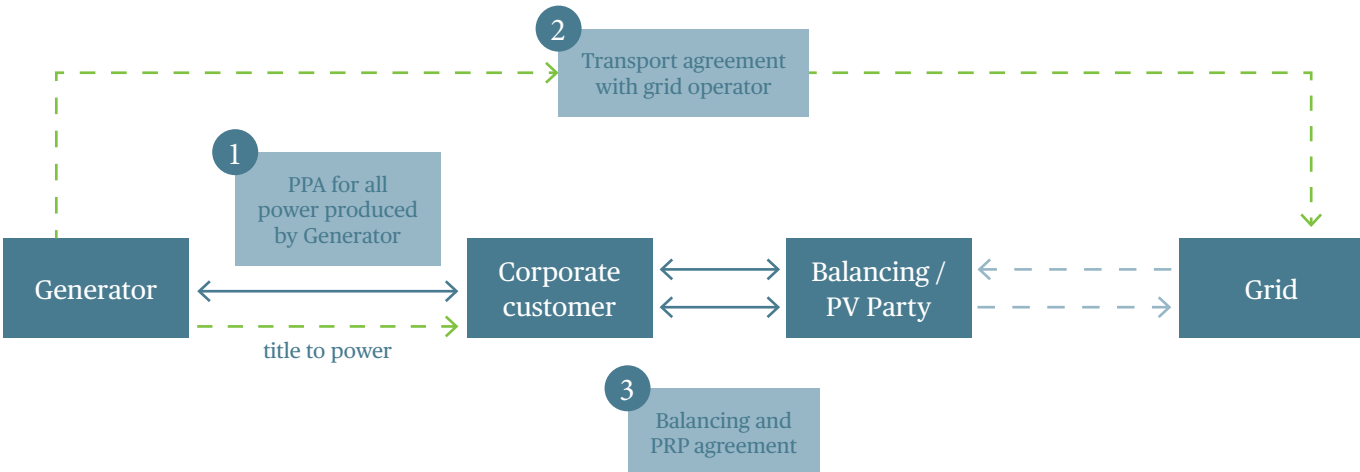 2
Transport agreement
with grid operator
1
PPA for all
power produced
by Generator
Generator
title to power
Corporate
customer
Balancing /
PV Party
Grid
3
Balancing and
PRP agreement